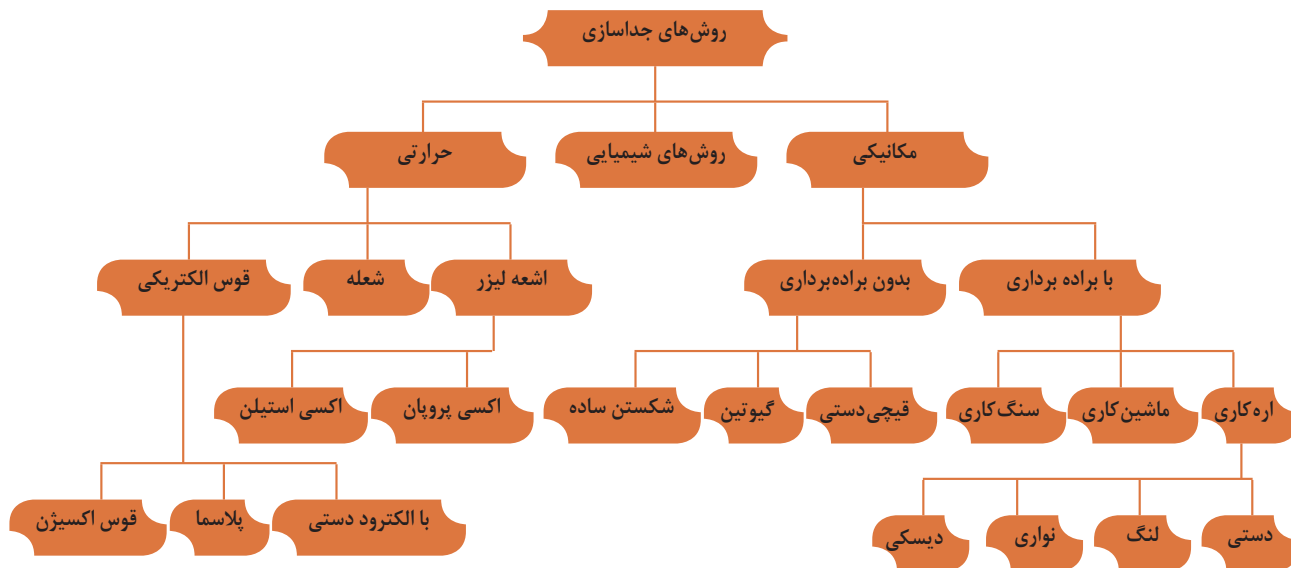 روش‌های جداسازی
مکانیکی
روش‌های شیمیایی
حرارتی
با براده برداری
بدون براده‌برداری
اشعه لیزر
شعله
قوس الکتریکی
اره‌کاری
ماشین‌کاری
سنگ‌کاری
قیچی‌دستی
گیوتین
شکستن ساده
اکسی پروپان
اکسی استیلن
دستی
لنگ
نواری
دیسکی
با الکترود دستی
پلاسما
قوس اکسیژن